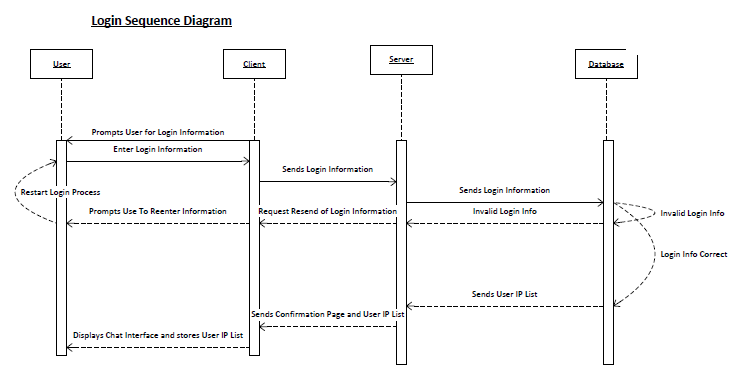 Login Sequence Diagram
User
Client
Server
Database
Prompts User for Login Information
Enter Login Information
Sends Login Information
Sends Login Information
Restart Login Process
Prompts Use To Reenter Information
Request Resend of Login Information
Invalid Login Info
Invalid Login Info
Login Info Correct
Sends User IP List
Sends Confirmation Page and User IP List
Displays Chat Interface and stores User IP List